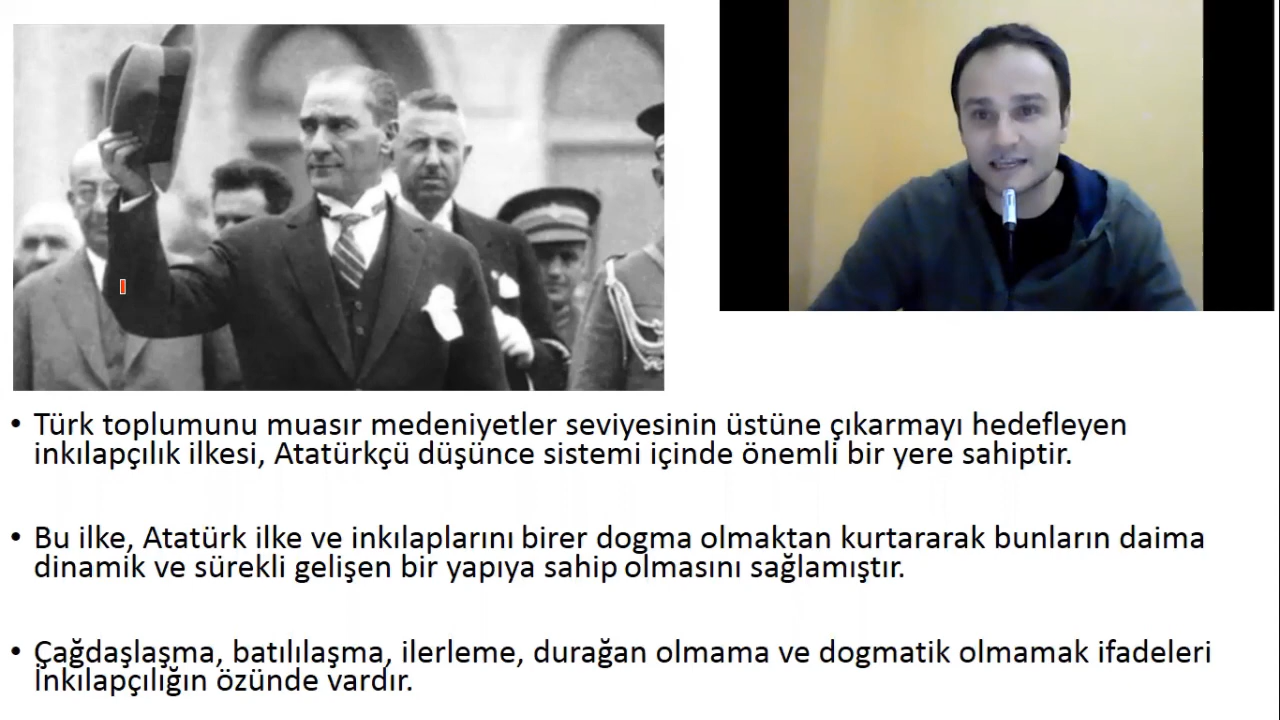 • Türk toplumunu muasır medeniyetler seviyesinin üstüne çıkarmayı hedefleyen
inkılapçılık ilkesi, Atatürkçü düşünce sistemi içinde önemli bir yere sahiptir.
• Bu ilke, Atatürk ilke ve inkılaplarını birer dogma olmaktan kurtararak bunların daima
dinamik ve sürekli gelişen bir yapıya sahip olmasını sağlamıştır.
• Çağdaşlaşma, batılılaşma, ilerleme, durağan olmama ve dogmatik olmamak ifadeleri
İnkılapçılığın özünde vardır.